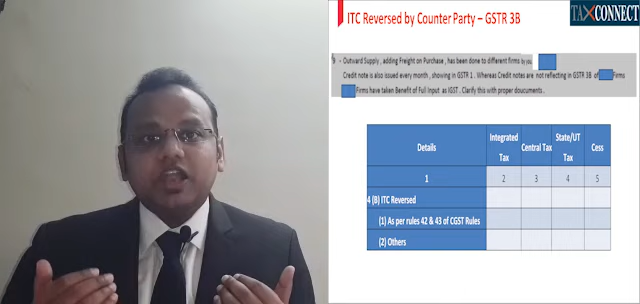 ITC Reversed by Counter Party – GSTR 3B
TAXCONNECT
- Outward Supply , adding Freight on Purchase , has been done to different firms by you
Credit note is also issued every month , showing in GSTR 1 . Whereas Credit notes are not reflecting in GSTR 3B of Firms
Firms have taken Benefit of Full Input as IGST . Clarify this with proper doucuments .
Details Integrated Tax Central Tax State/UT Tax Cess
1 2 3 4 5
4 (B) ITC Reversed
(1) As per rules 42 & 43 of CGST Rules
(2) Others